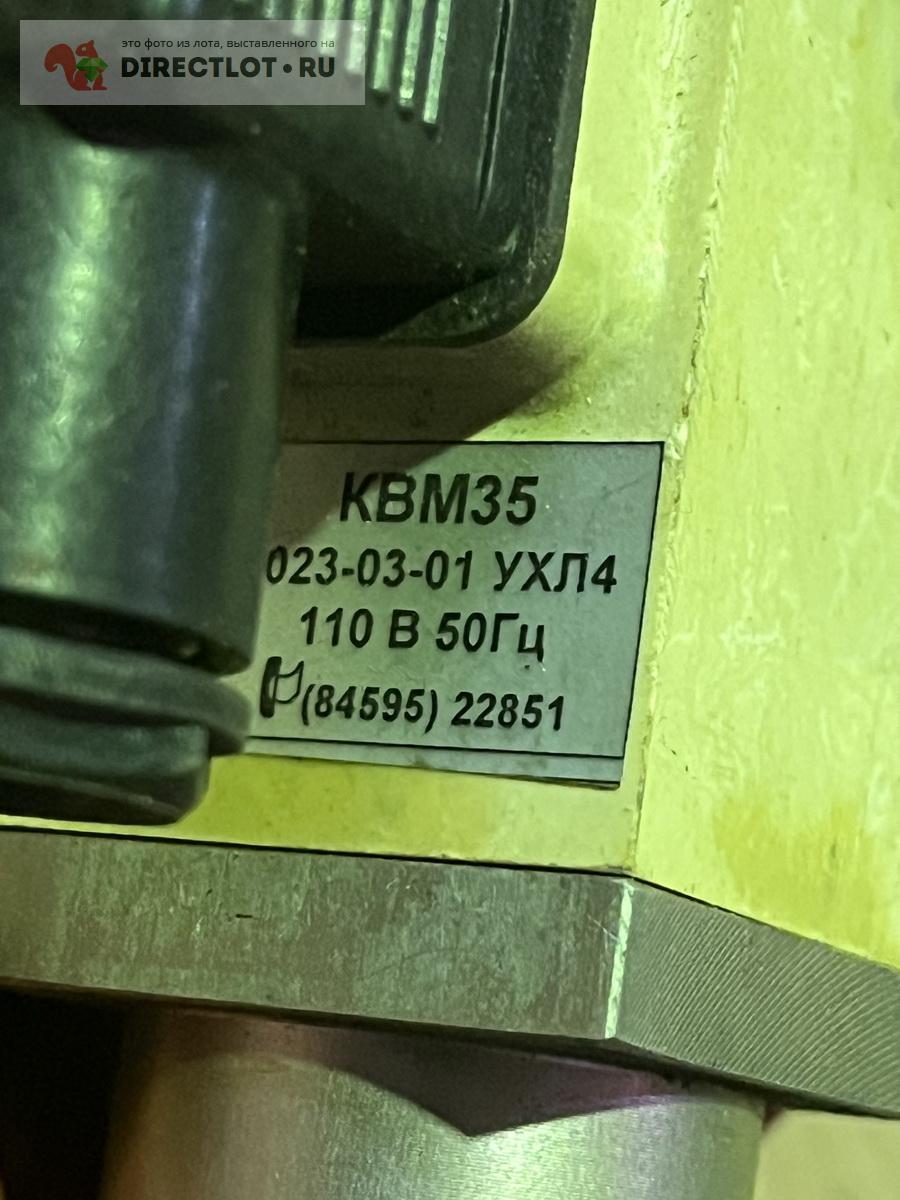 это фото из лота, выставленного на
DIRECTLOT•RU
КВМ35
023-03-01 УХЛ4
110 В 50Гц
(84595) 22851